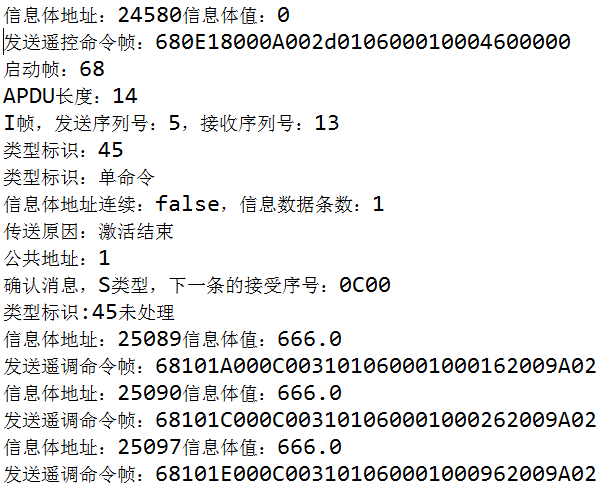 信息体地址：24580信息体值：0
发送遥控命令帧：680E18000A002d010600010004600000
启动帧：68
APDU长度：14
I帧，发送序列号：5，接收序列号：13
类型标识：45
类型标识：单命令
信息体地址连续：false，信息数据条数：1
传送原因：激活结束
公共地址：1
确认消息，S类型，下一条的接受序号：0C00
类型标识:45未处理
信息体地址：25089信息体值：666.0
发送遥调命令帧：68101A000C003101060001000162009A02
信息体地址：25090信息体值：666.0
发送遥调命令帧：68101C000C003101060001000262009A02
信息体地址：25097信息体值：666.0
发送遥调命令帧：68101E000C003101060001000962009A02